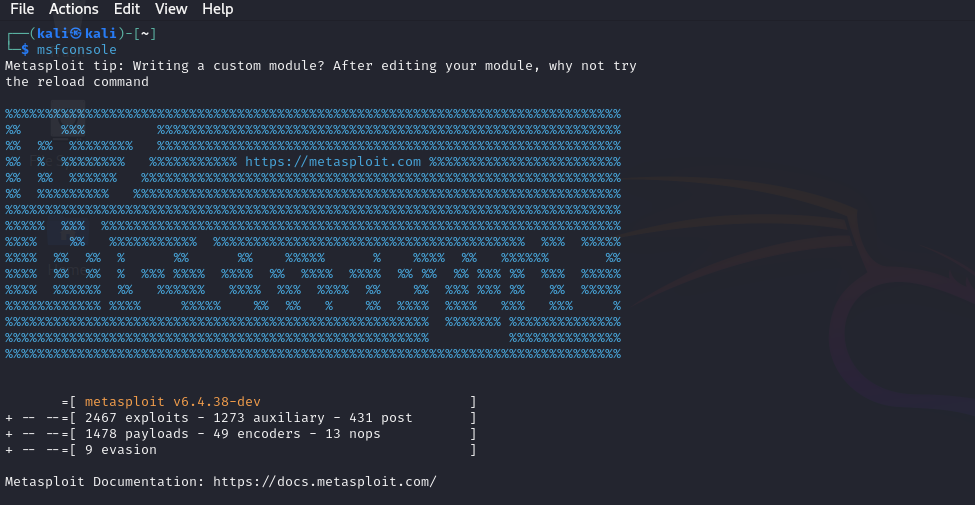 File Actions Edit View Help
┌──(kali㉿kali)-[~]
└─$ msfconsole
Metasploit tip: Writing a custom module? After editing your module, why not try
the reload command
https://metasploit.com
=[ metasploit v6.4.38-dev ]
+ -- --=[ 2467 exploits - 1273 auxiliary - 431 post ]
+ -- --=[ 1478 payloads - 49 encoders - 13 nops ]
+ -- --=[ 9 evasion ]
Metasploit Documentation: https://docs.metasploit.com/